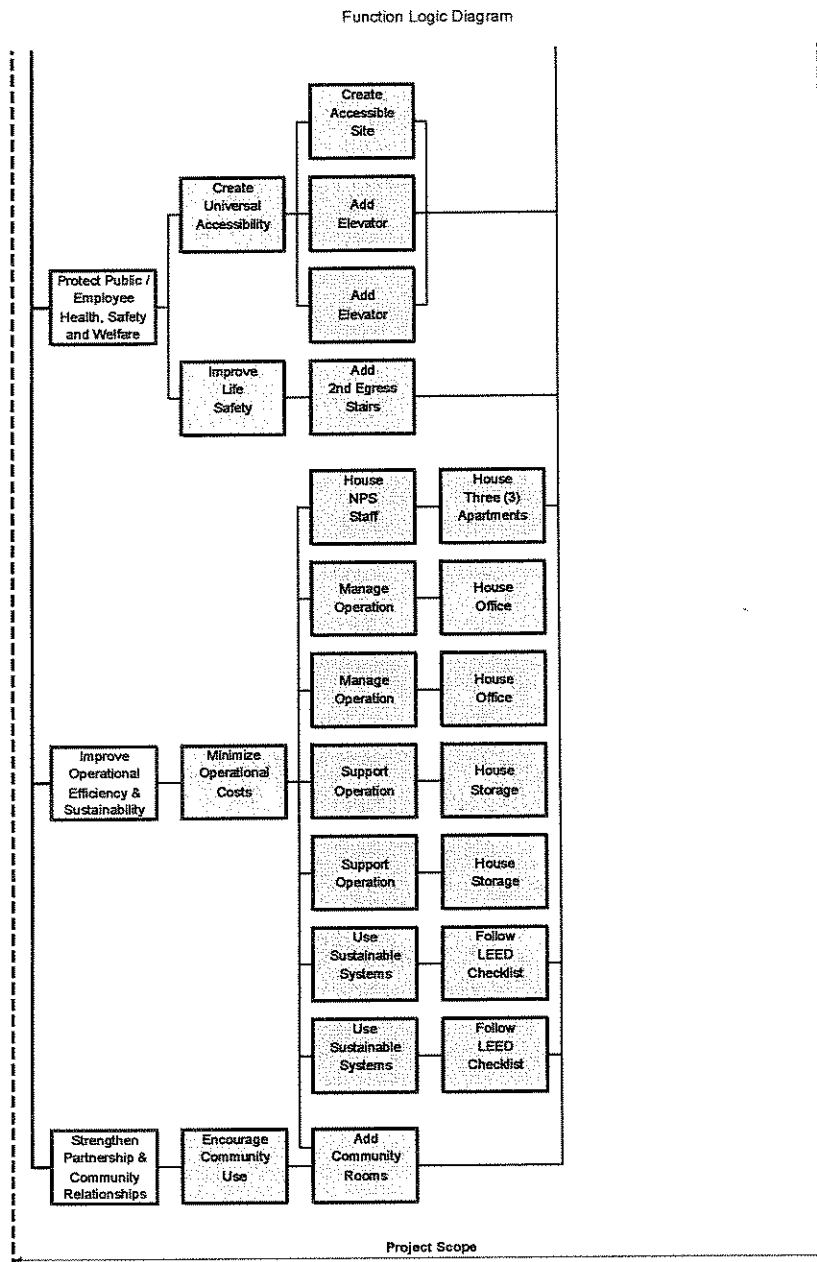 Function Logic Diagram
Create
Accessible
Site
Create
Universal
Accessibility
Add
Elevator
Protect Public /
Employee
Health, Safety
and Welfare
Add
Elevator
Improve
Life
Safety
Add
2nd Egress
Stairs
House
NPS
Staff
House
Three (3)
Apartments
Manage
Operation
House
Office
Manage
Operation
House
Office
Improve
Operational
Efficiency &
Sustainability
Minimize
Operational
Costs
Support
Operation
House
Storage
Support
Operation
House
Storage
Use
Sustainable
Systems
Follow
LEED
Checklist
Use
Sustainable
Systems
Follow
LEED
Checklist
Strengthen
Partnership &
Community
Relationships
Encourage
Community
Use
Add
Community
Rooms
Project Scope